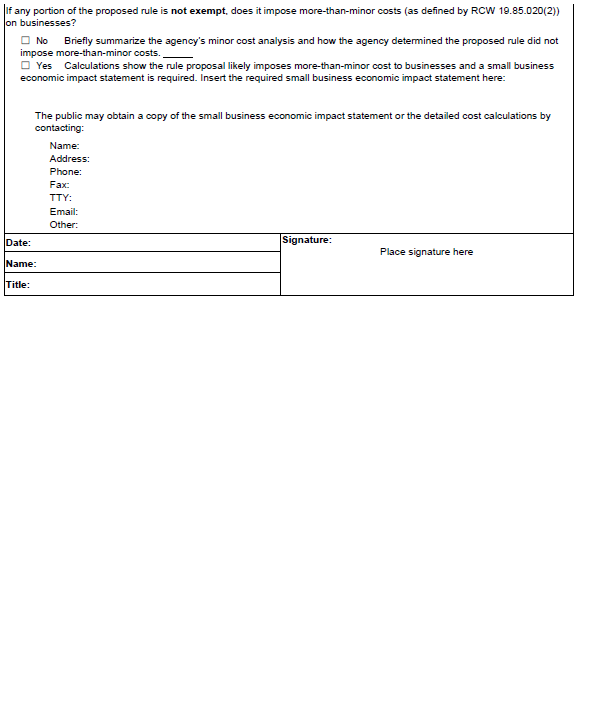 If any portion of the proposed rule is not exempt, does it impose more-than-minor costs (as defined by RCW 19.85.020(2))
on businesses?
☐ No Briefly summarize the agency's minor cost analysis and how the agency determined the proposed rule did not
impose more-than-minor costs. _____
☐ Yes Calculations show the rule proposal likely imposes more-than-minor cost to businesses and a small business
economic impact statement is required. Insert the required small business economic impact statement here:
The public may obtain a copy of the small business economic impact statement or the detailed cost calculations by
contacting:
Name:
Address:
Phone:
Fax:
TTY:
Email:
Other:
Date:
Signature:
Place signature here
Name:
Title: